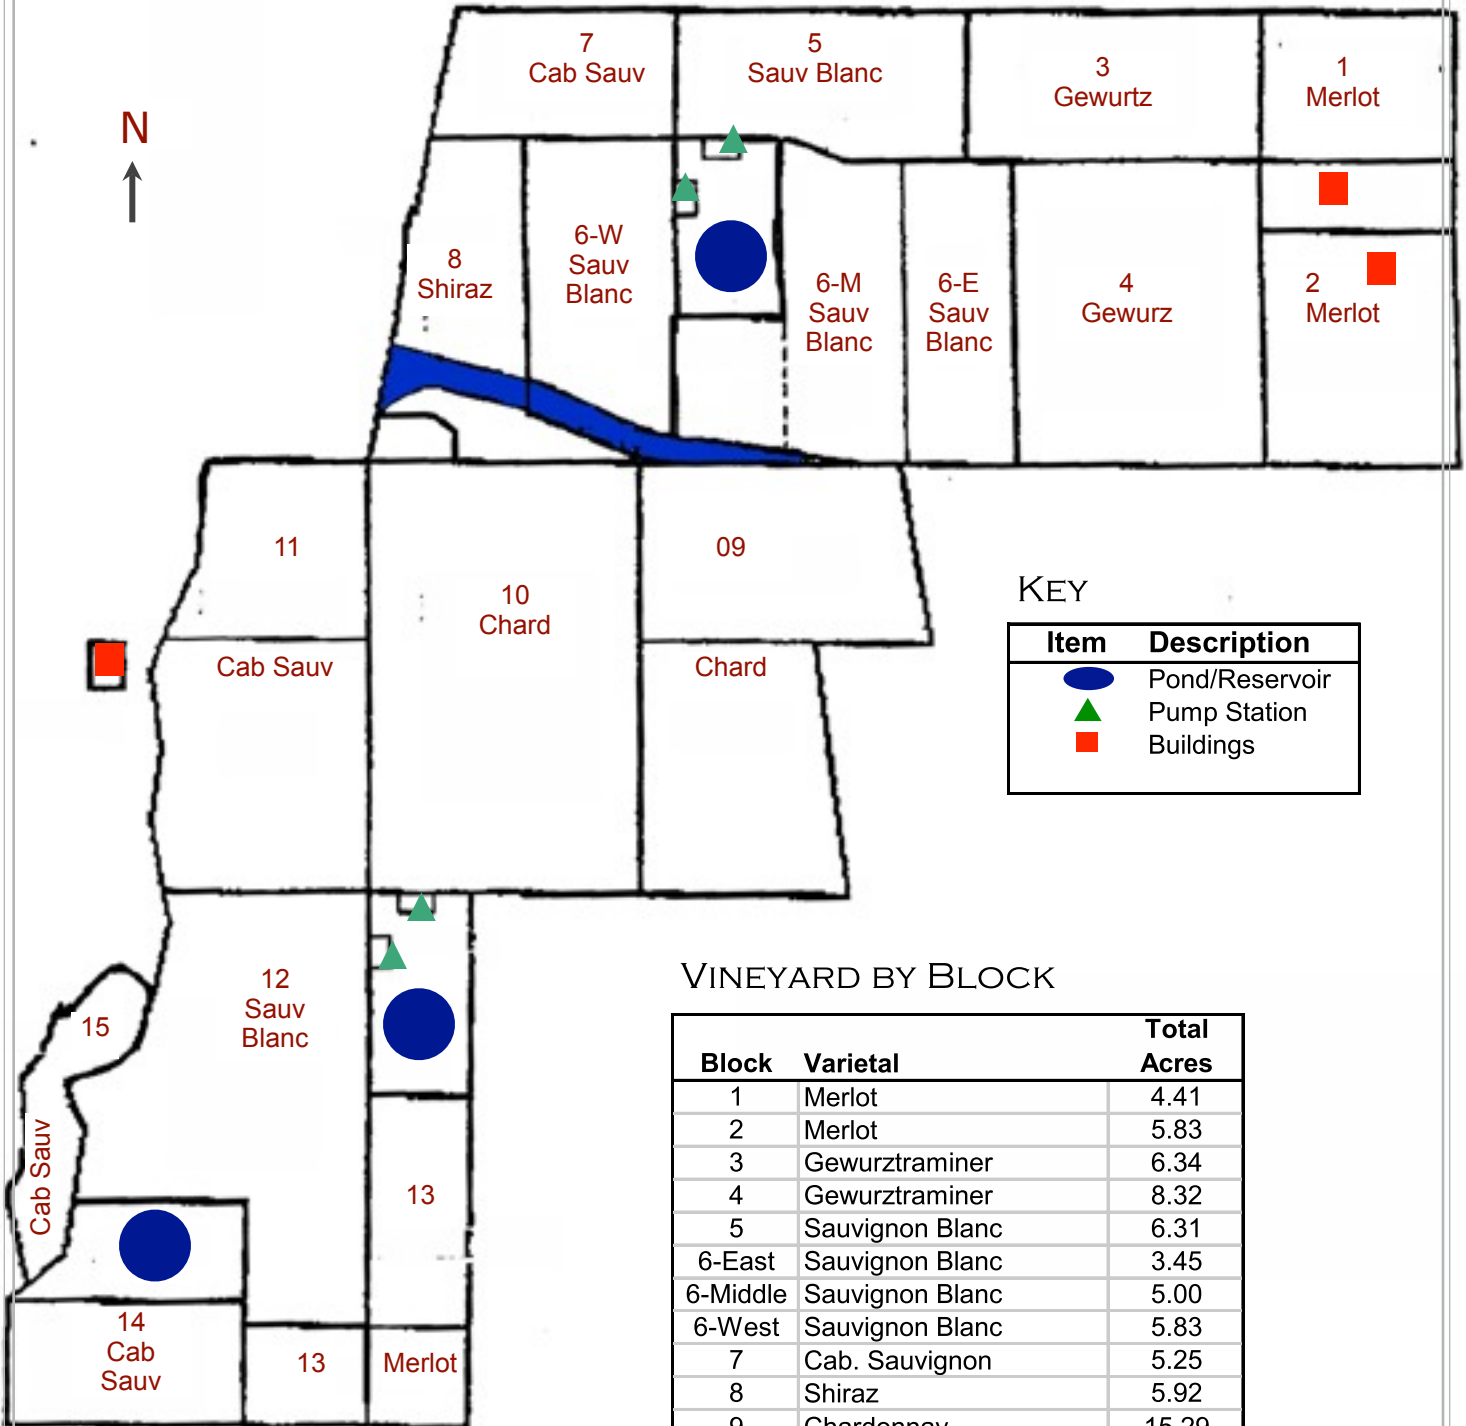 7
Cab Sauv
5
Sauv Blanc
3
Gewurtz
1
Merlot
N
8
Shiraz
6-W
Sauv
Blanc
6-M
Sauv
Blanc
6-E
Sauv
Blanc
4
Gewurz
2
Merlot
11
10
Chard
09
Cab Sauv
Chard
KEY
Item Description
Pond/Reservoir
Pump Station
Buildings
12
Sauv
Blanc
15
Cab Sauv
13
14
Cab
Sauv
13
Merlot
VINEYARD BY BLOCK
Total
Block Varietal Acres
1 Merlot 4.41
2 Merlot 5.83
3 Gewurztraminer 6.34
4 Gewurztraminer 8.32
5 Sauvignon Blanc 6.31
6-East Sauvignon Blanc 3.45
6-Middle Sauvignon Blanc 5.00
6-West Sauvignon Blanc 5.83
7 Cab. Sauvignon 5.25
8 Shiraz 5.92
9 Chardonnay 15.29